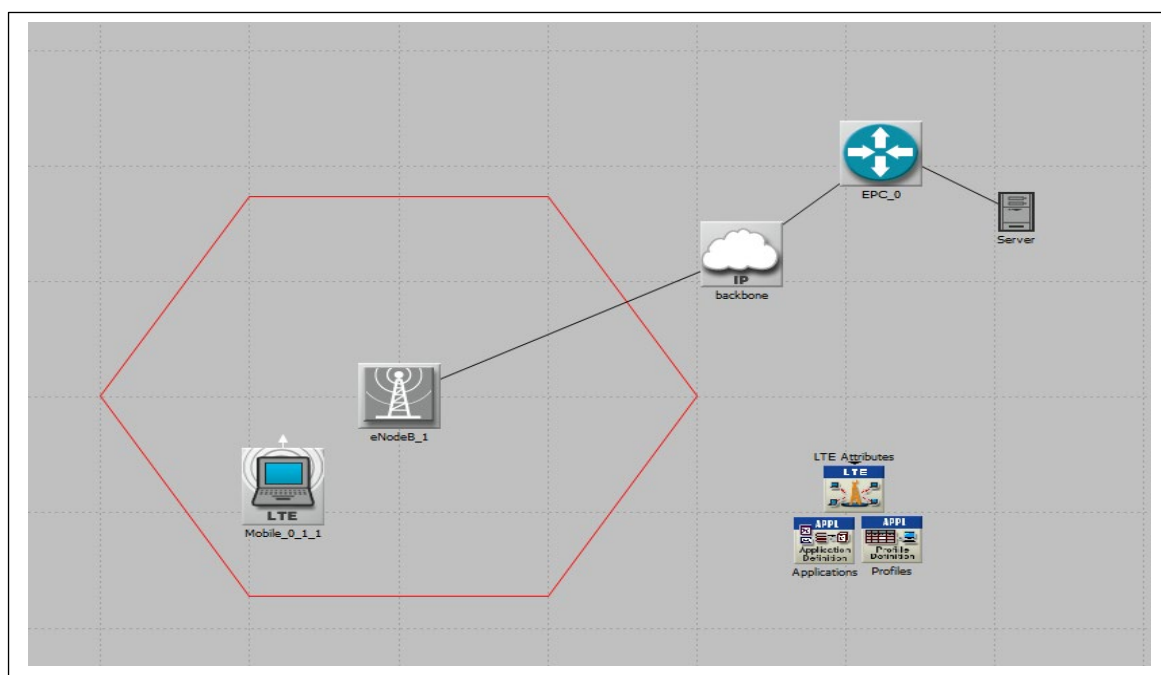 EPC_0
Server
IP
backbone
eNodeB_1
LTE
Mobile_0_1_1
LTE Attributes
LTE
APPL
Application
Definition
Applications
APPL
Profile
Definition
Profiles